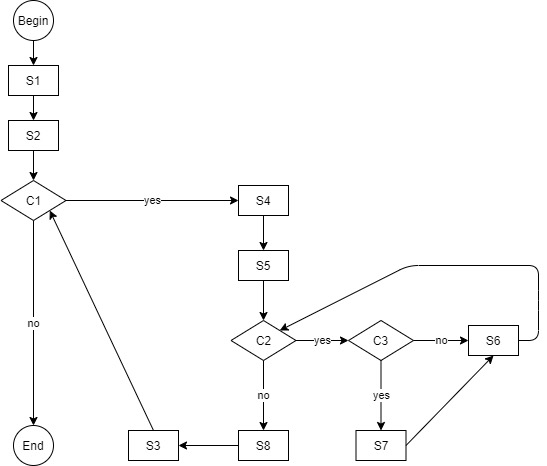 Begin
S1
S2
C1
yes
S4
S5
no
C2
yes
C3
no
S6
no
yes
End
S3
S8
S7